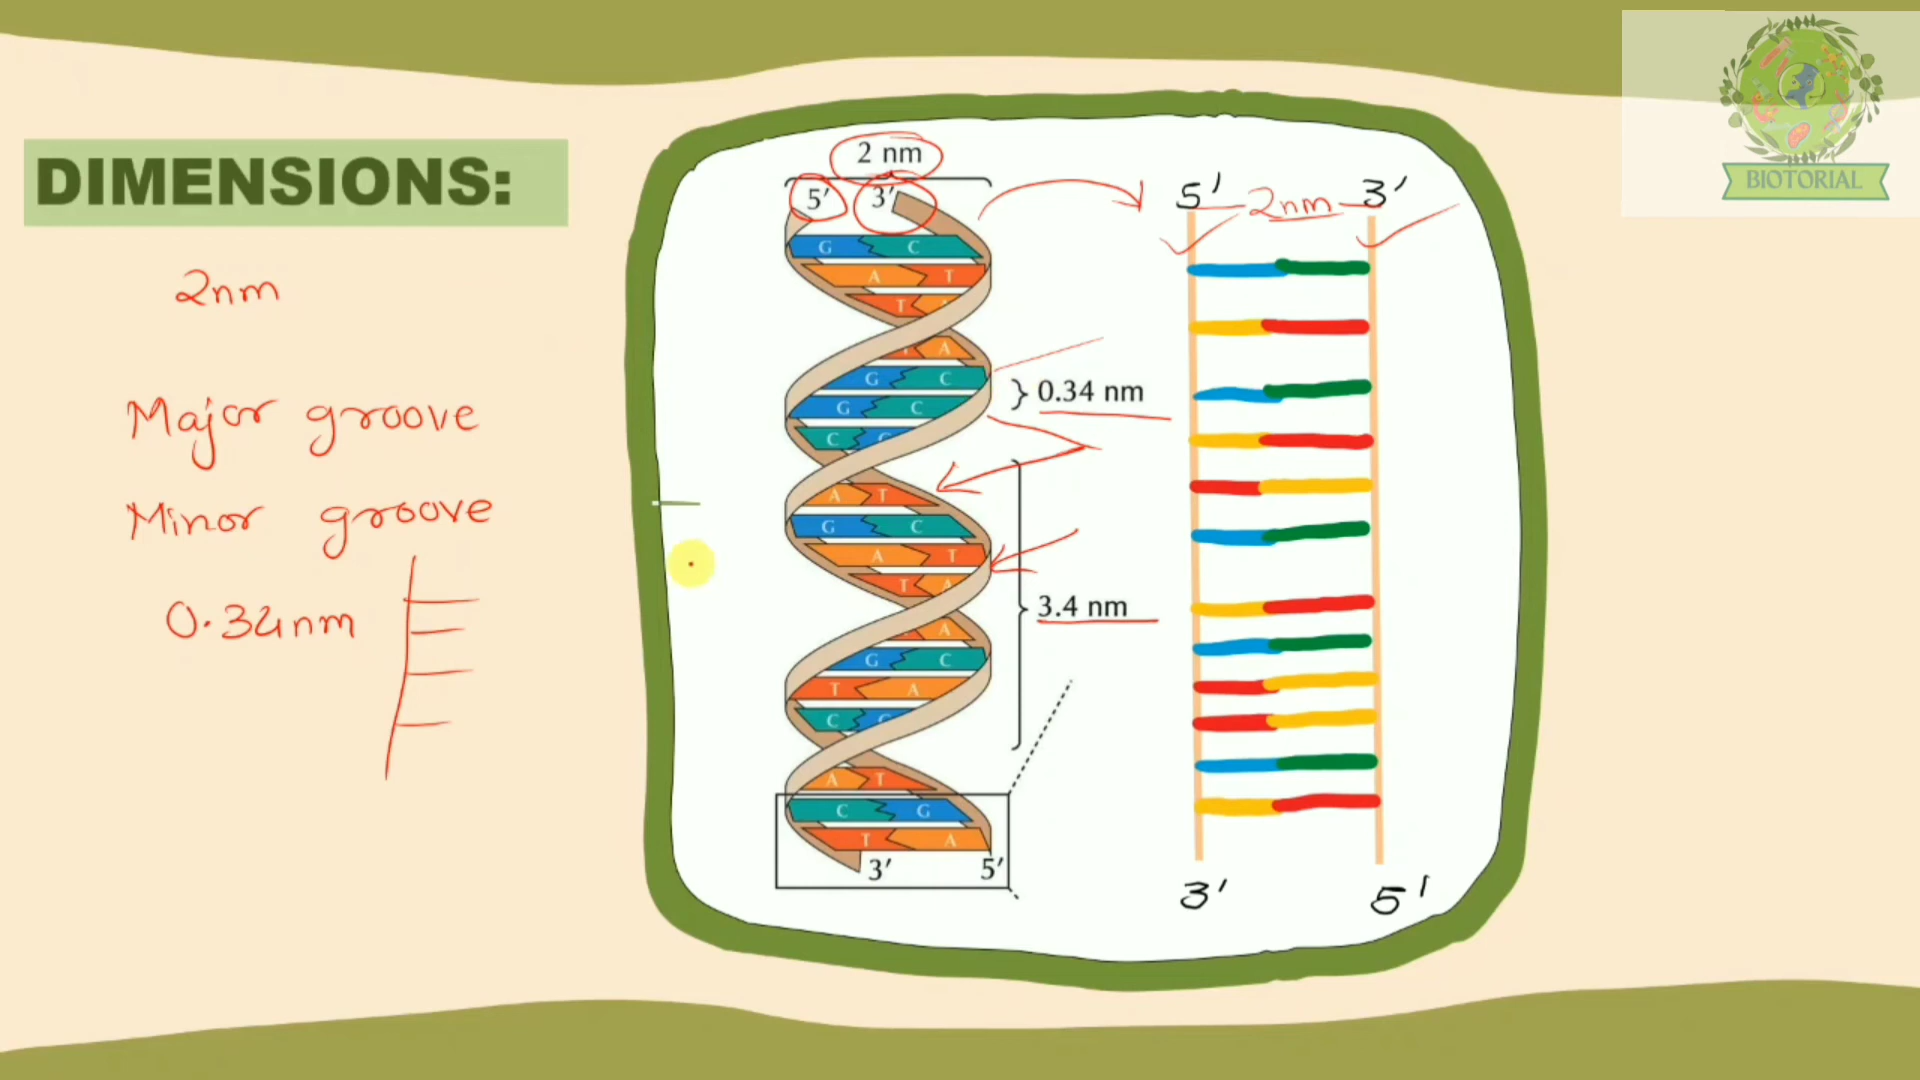 BIOTORIAL
DIMENSIONS:
2nm
Major groove
Minor groove
0.34nm
2 nm
5′ 3′
G C
A T
T A
A
G C
G C
C G
A T
G C
A T
T A
A
G C
T A
C G
A T
C G
T A
3′ 5′
0.34 nm
3.4 nm
5' 2nm 3'
3' 5'